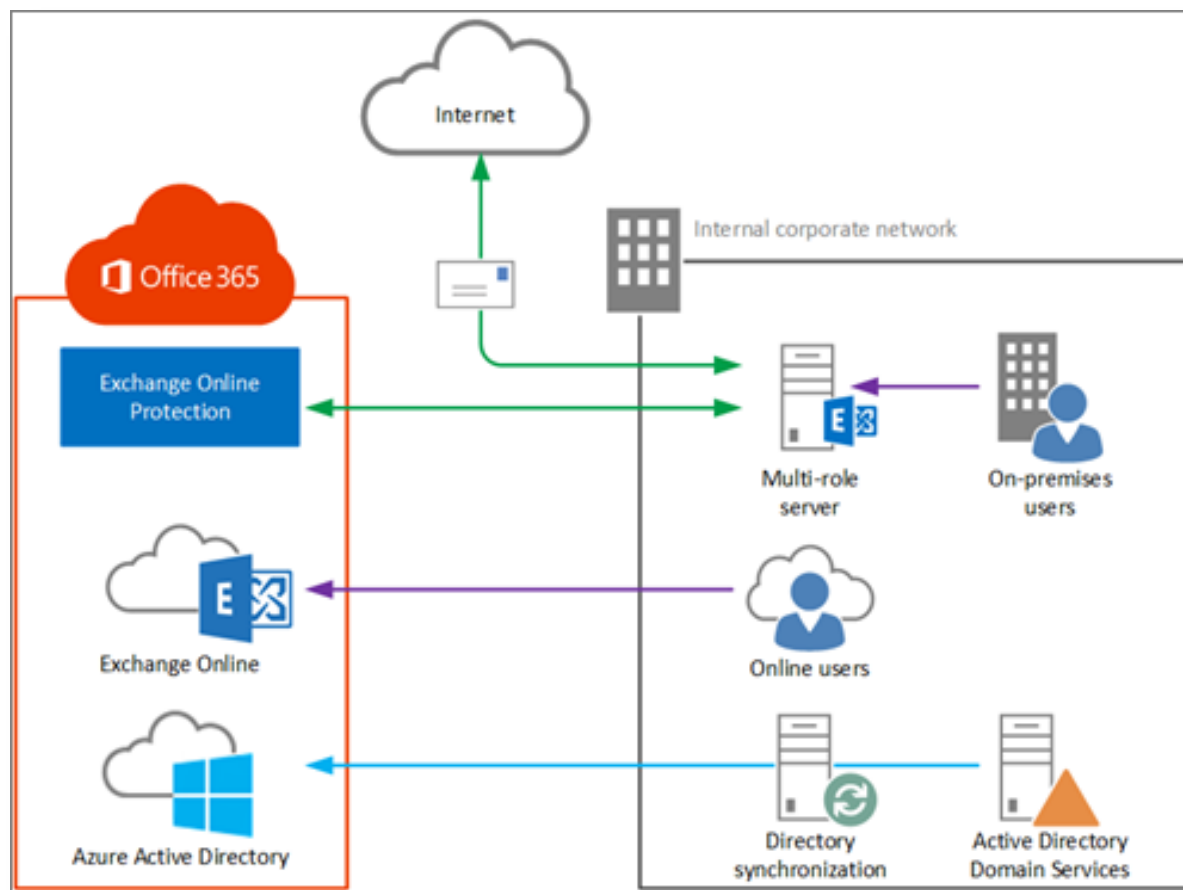 Internet
Internal corporate network
Office 365
Exchange Online
Protection
E
Multi-role
server
On-premises
users
E
Exchange Online
Online users
Azure Active Directory
Directory
synchronization
Active Directory
Domain Services